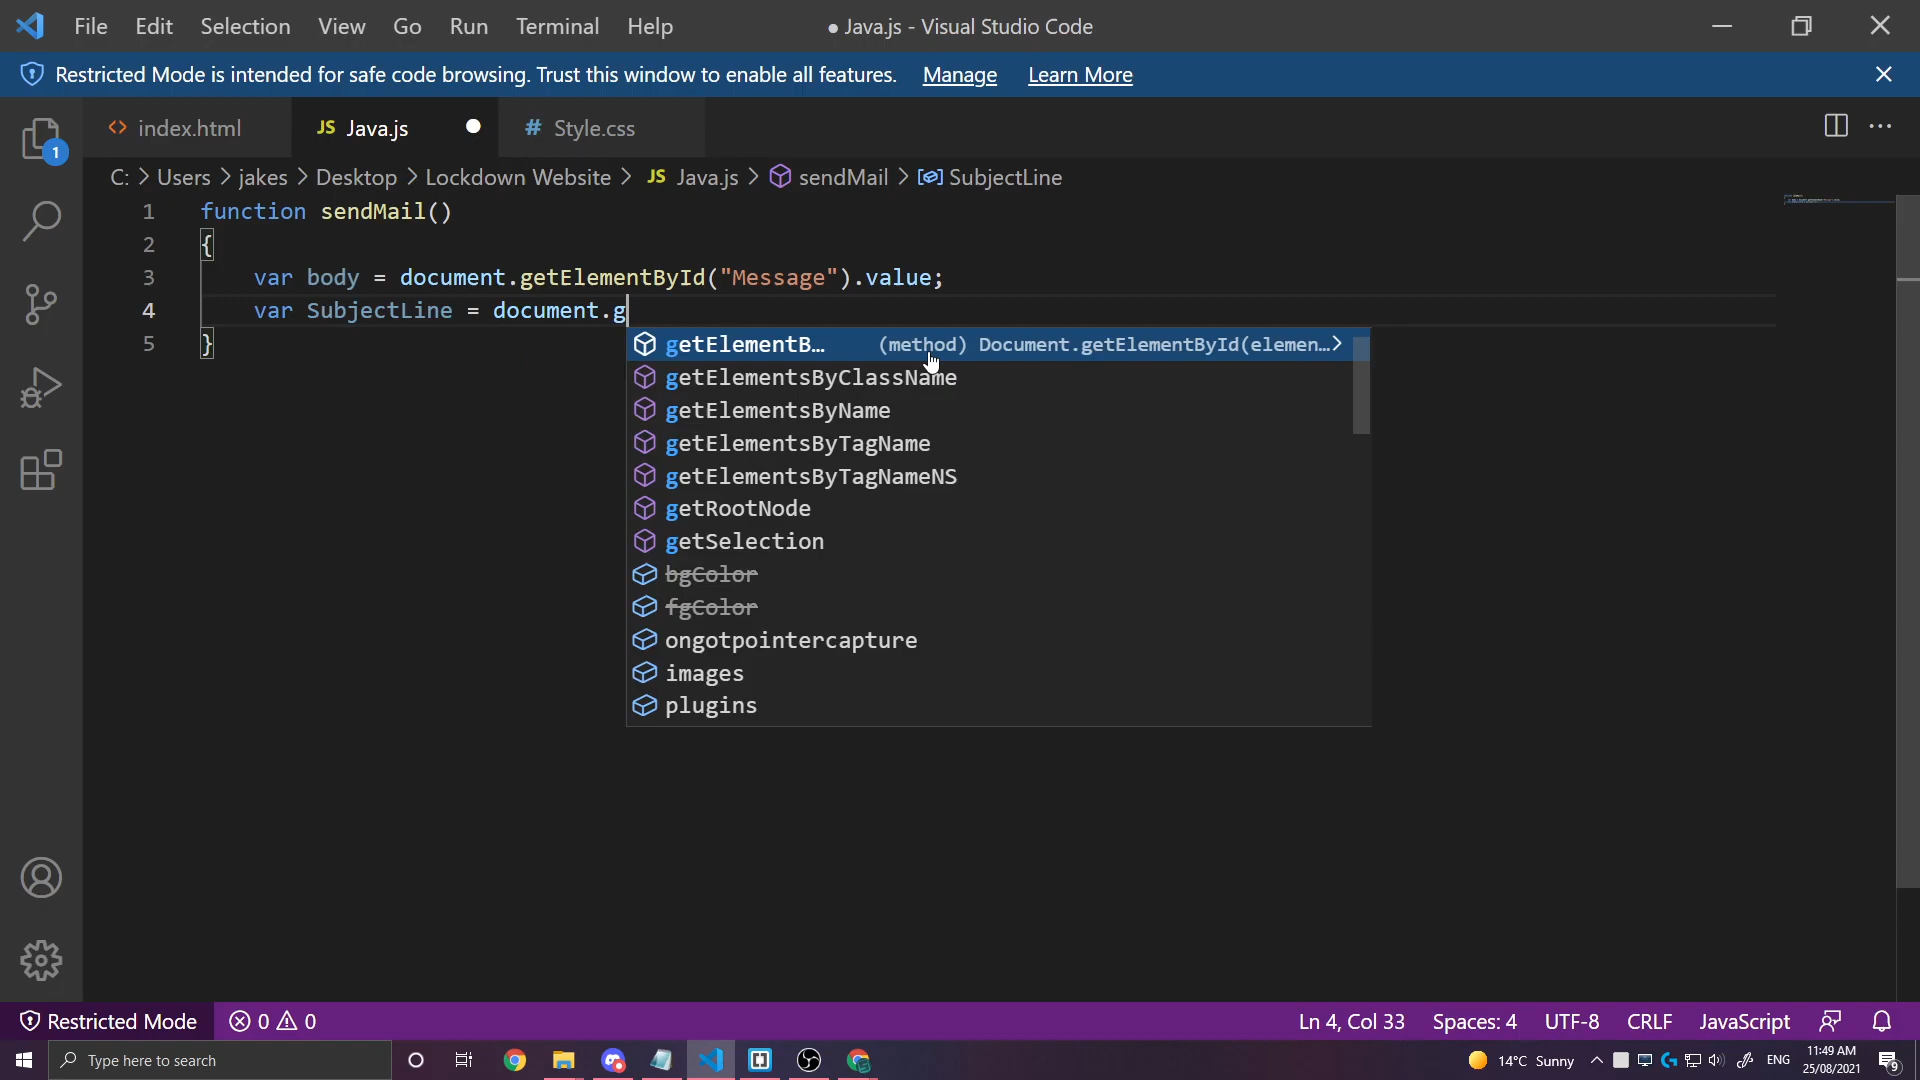 File Edit Selection View Go Run Terminal Help ● Java.js - Visual Studio Code
Restricted Mode is intended for safe code browsing. Trust this window to enable all features. Manage Learn More
<> index.html JS Java.js # Style.css
1
C: > Users > jakes > Desktop > Lockdown Website > JS Java.js > sendMail > SubjectLine
1 function sendMail()
2 {
3 var body = document.getElementById("Message").value;
4 var SubjectLine = document.g
5 }
getElementB… (method) Document.getElementById(elemen…>
getElementsByClassName
getElementsByName
getElementsByTagName
getElementsByTagNameNS
getRootNode
getSelection
bgColor
fgColor
ongotpointercapture
images
plugins
Restricted Mode 0 0 Ln 4, Col 33 Spaces: 4 UTF-8 CRLF JavaScript
Type here to search 14°C Sunny ENG 11:49 AM
25/08/2021 9